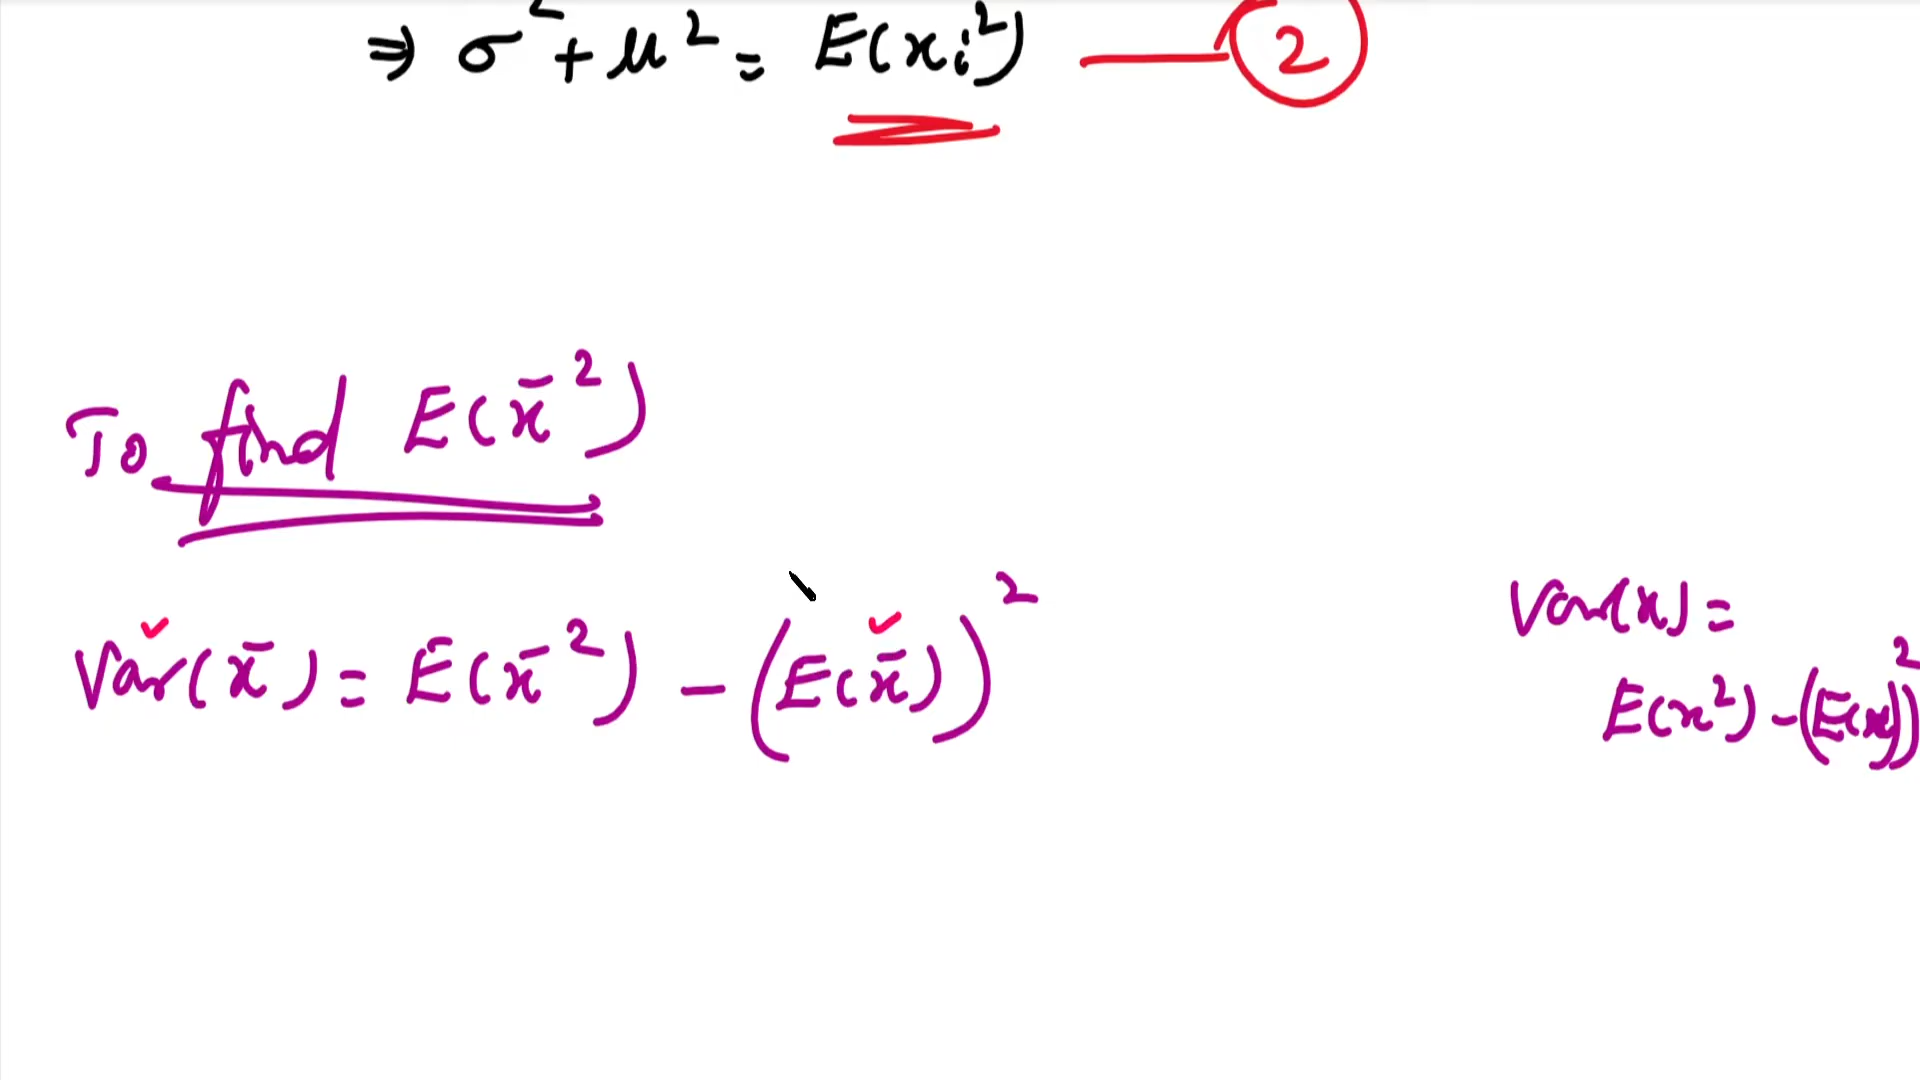 ⇒ σ² + μ² = E(xᵢ²) — ②
To find E(x̄²)
Var(x̄) = E(x̄²) - (E(x̄))²
Var(x) =
E(x²) - (E(x))²